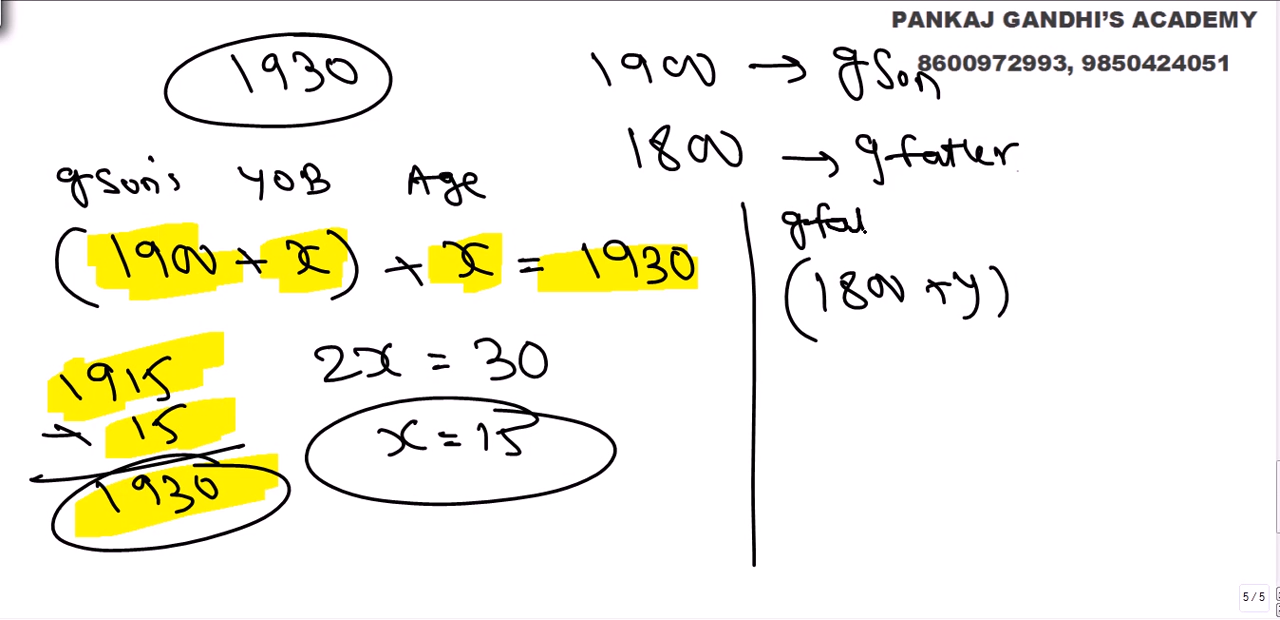 PANKAJ GANDHI'S ACADEMY
8600972993, 9850424051
1930
1900 → gson
1800 → gfather
gson's YOB Age
(1900 + x) + x = 1930
2x = 30
x = 15
1915
+ 15
1930
gfat
(1800 + y)
5 / 5